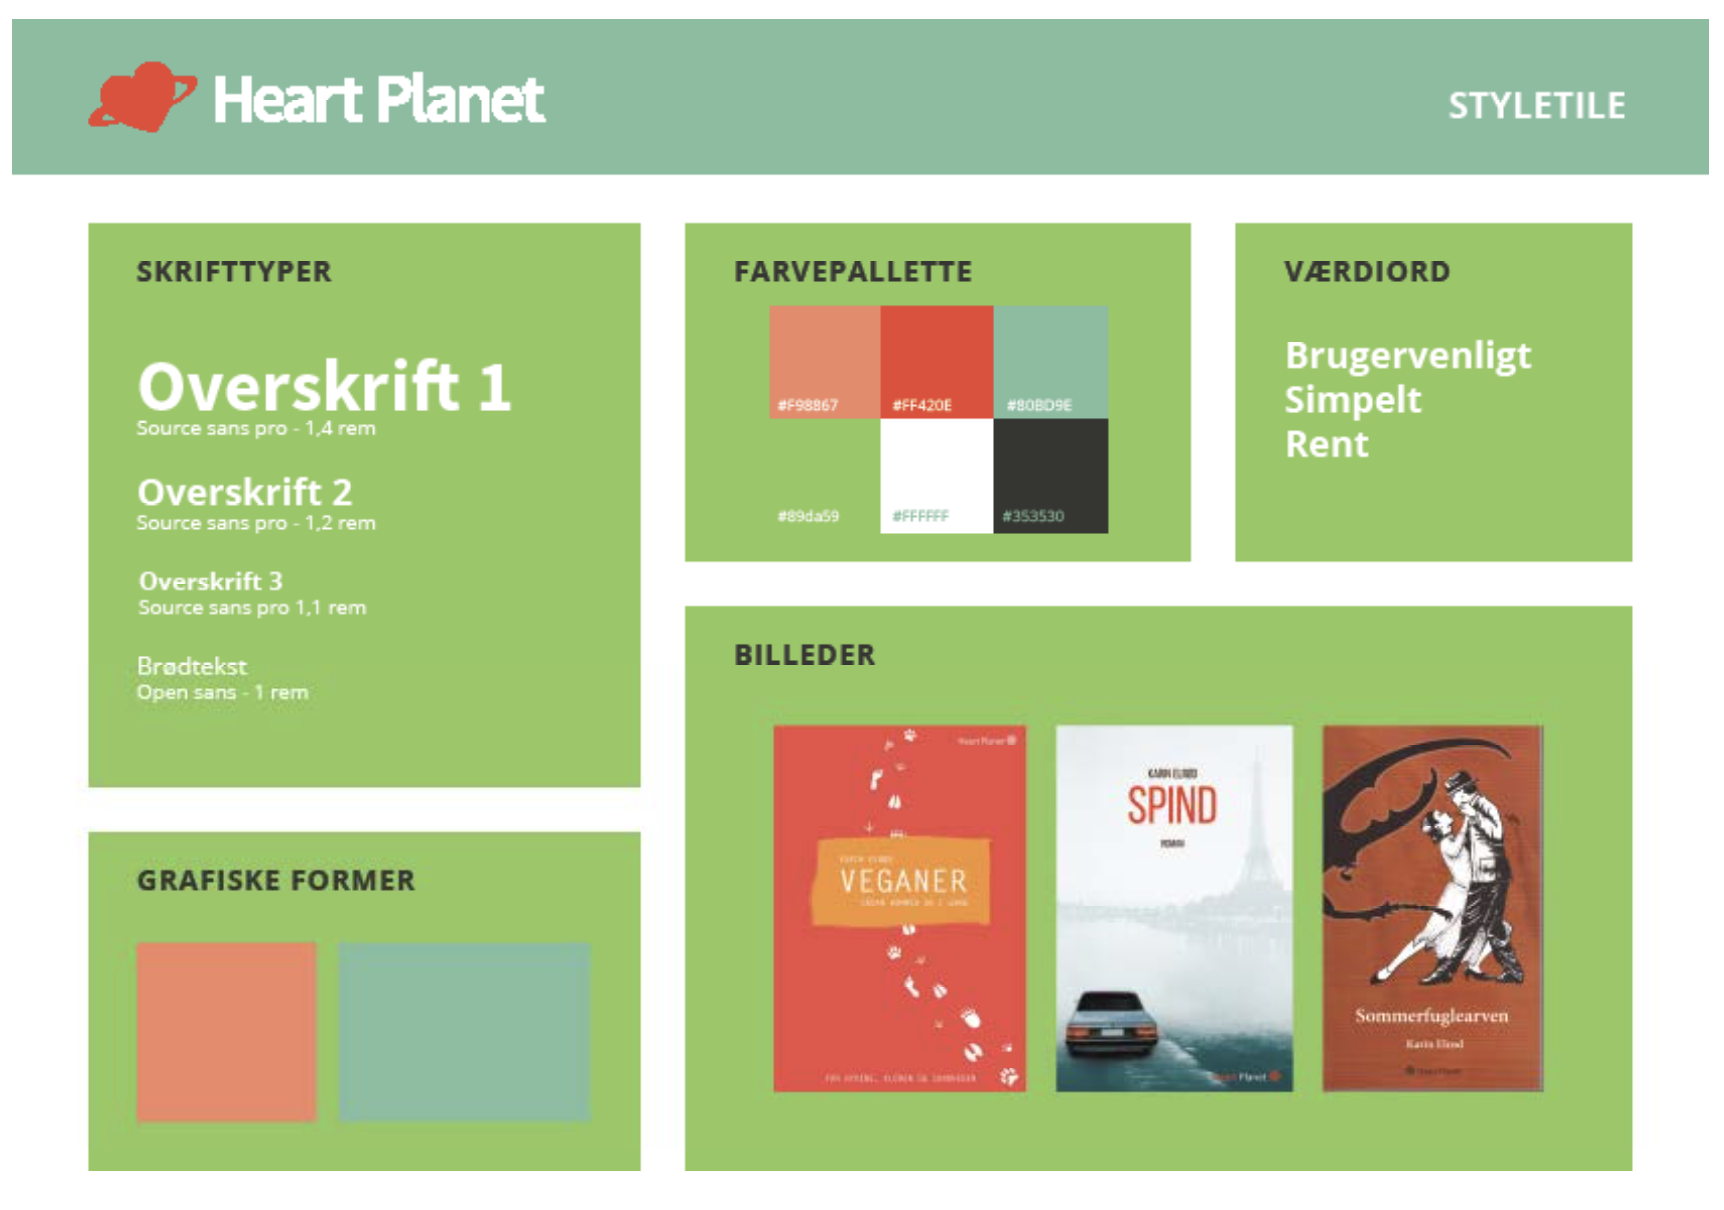 Heart Planet
STYLETILE
SKRIFTTYPER
Overskrift 1
Source sans pro - 1,4 rem
Overskrift 2
Source sans pro - 1,2 rem
Overskrift 3
Source sans pro 1,1 rem
Brødtekst
Open sans - 1 rem
FARVEPALLETTE
#F98867
#FF420E
#80BD9E
#89da59
#FFFFFF
#353530
VÆRDIORD
Brugervenligt
Simpelt
Rent
GRAFISKE FORMER
BILLEDER
Heart Planet
VEGANER
KARIN ELROD
SPIND
ROMAN
Heart Planet
Sommerfuglearven
Karin Elrod
Heart Planet